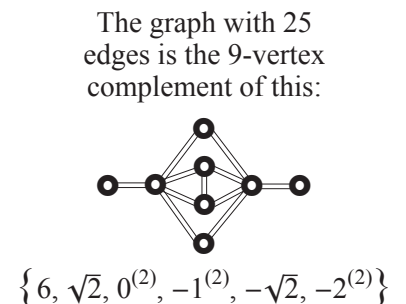 The graph with 25
edges is the 9-vertex
complement of this:
{6, √2, 0⁽²⁾, −1⁽²⁾, −√2, −2⁽²⁾}